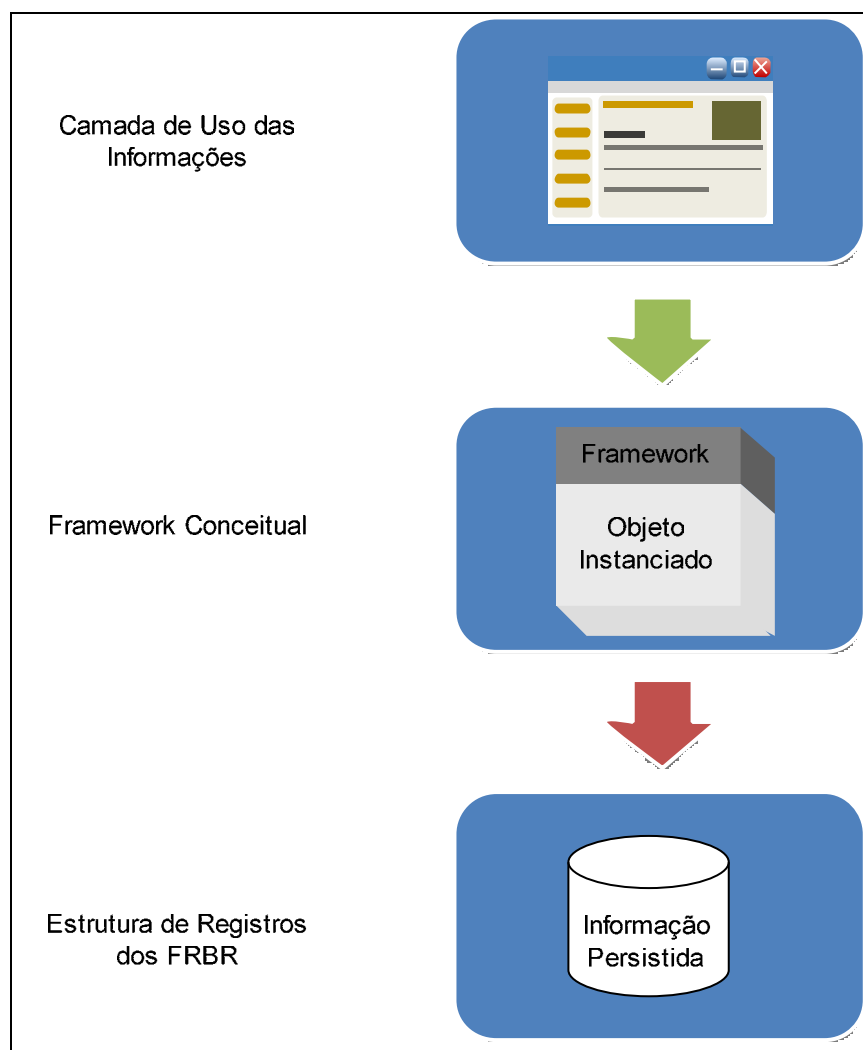 Camada de Uso das
Informações
Framework Conceitual
Framework
Objeto
Instanciado
Estrutura de Registros
dos FRBR
Informação
Persistida